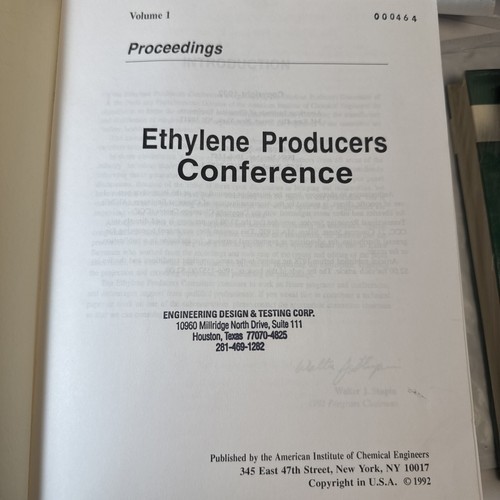 Volume 1
000464
Proceedings
Ethylene Producers
Conference
ENGINEERING DESIGN & TESTING CORP.
10960 Millridge North Drive, Suite 111
Houston, Texas 77070-4825
281-469-1282
Published by the American Institute of Chemical Engineers
345 East 47th Street, New York, NY 10017
Copyright in U.S.A. © 1992